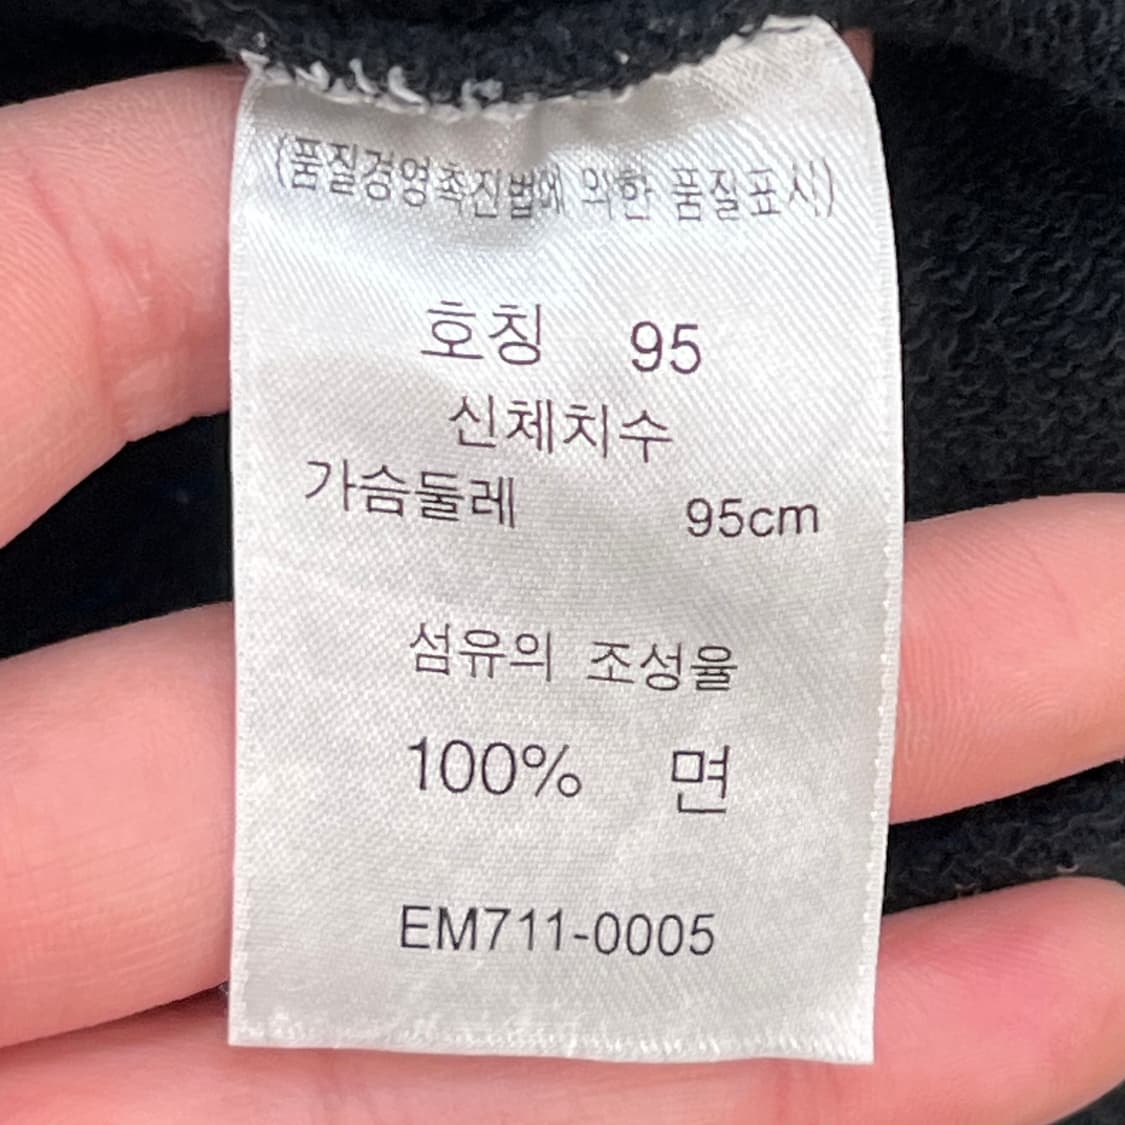 (품질경영촉진법에 의한 품질표시)
호칭 95
신체치수
가슴둘레 95cm
섬유의 조성율
100% 면
EM711-0005